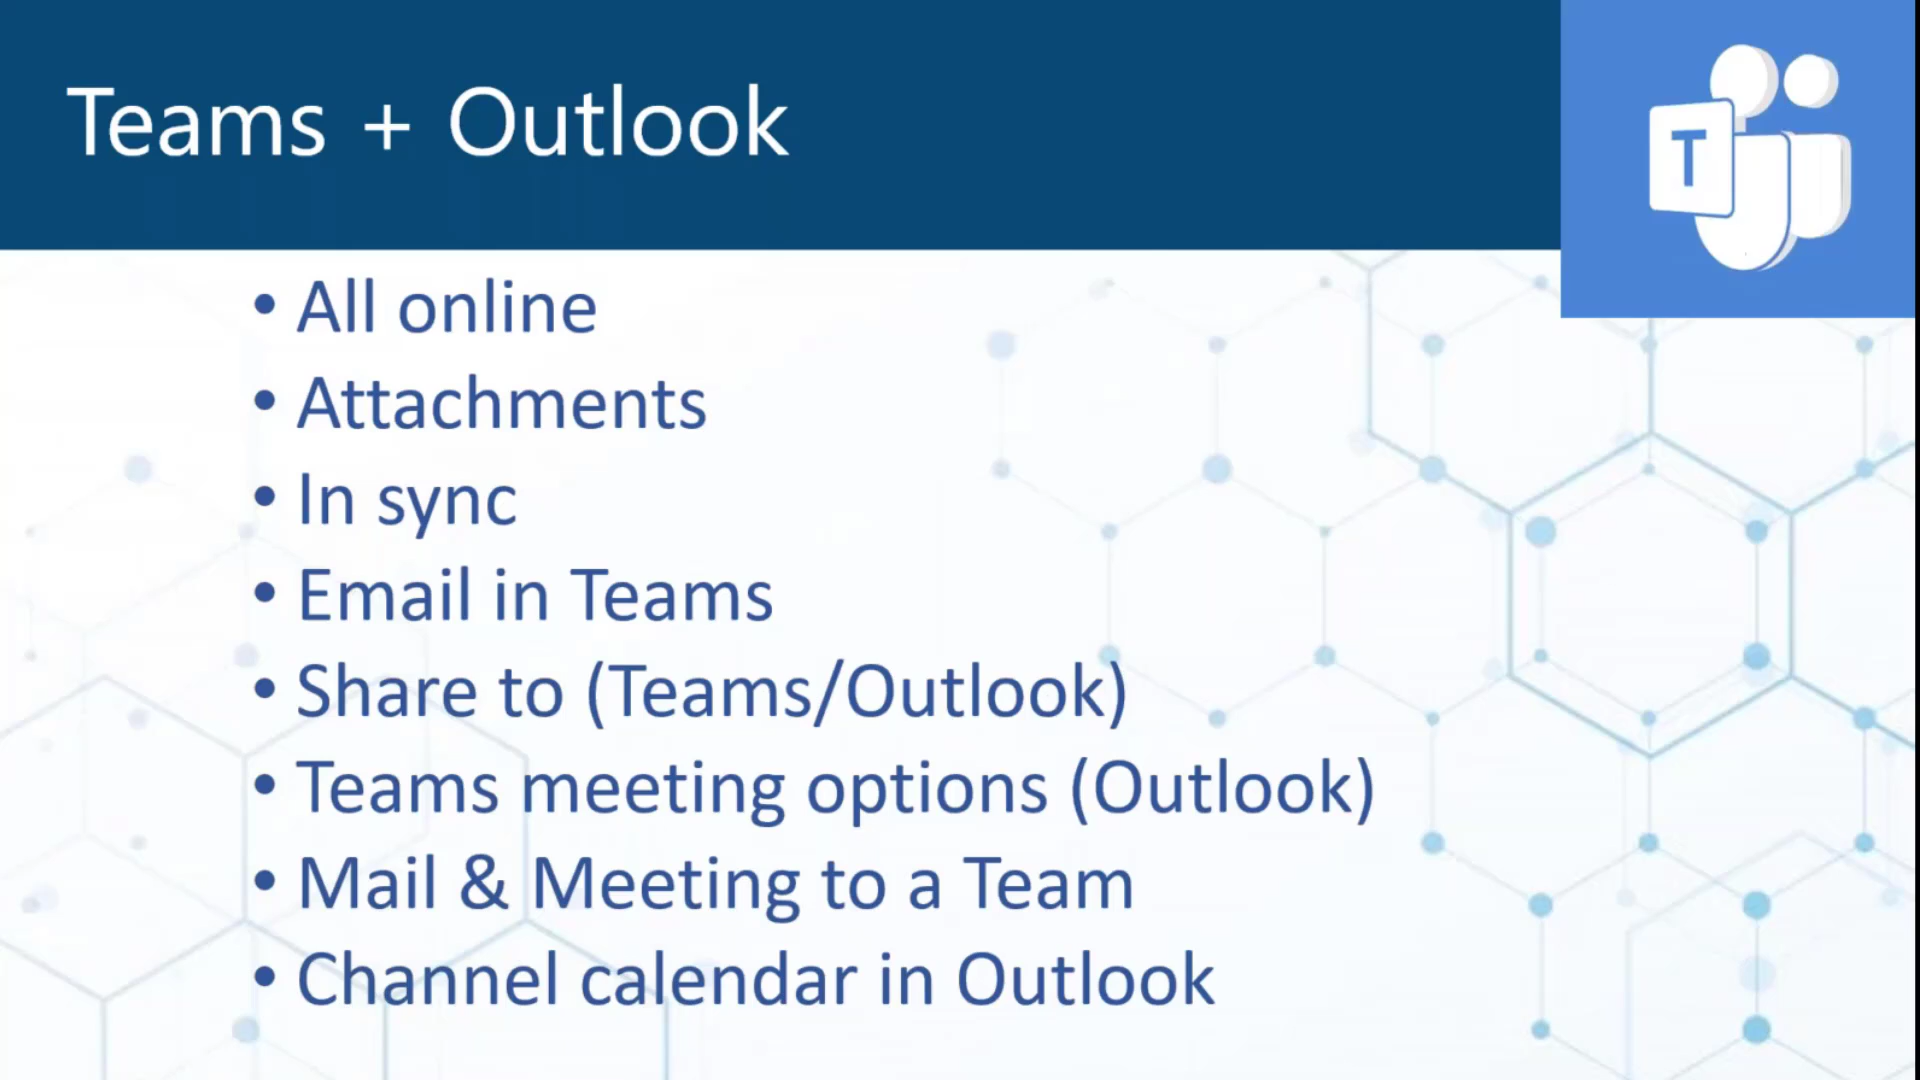 Teams + Outlook
T
• All online
• Attachments
• In sync
• Email in Teams
• Share to (Teams/Outlook)
• Teams meeting options (Outlook)
• Mail & Meeting to a Team
• Channel calendar in Outlook